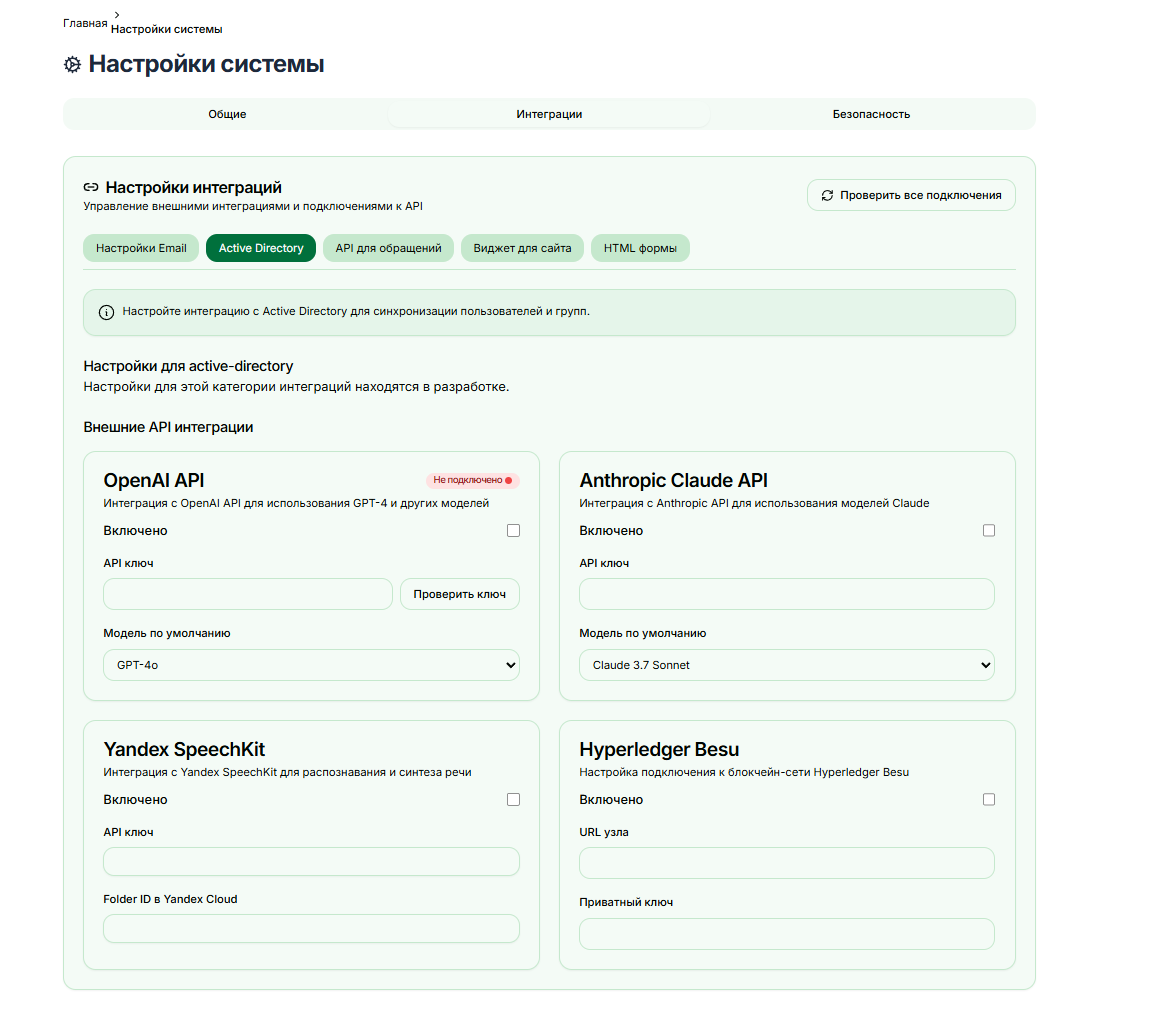 Главная
Настройки системы
Настройки системы
Общие Интеграции Безопасность
Настройки интеграций
Управление внешними интеграциями и подключениями к API
Проверить все подключения
Настройки Email Active Directory API для обращений Виджет для сайта HTML формы
Настройте интеграцию с Active Directory для синхронизации пользователей и групп.
Настройки для active-directory
Настройки для этой категории интеграций находятся в разработке.
Внешние API интеграции
OpenAI API
Не подключено
Интеграция с OpenAI API для использования GPT-4 и других моделей
Включено
API ключ
Проверить ключ
Модель по умолчанию
GPT-4o
Anthropic Claude API
Интеграция с Anthropic API для использования моделей Claude
Включено
API ключ
Модель по умолчанию
Claude 3.7 Sonnet
Yandex SpeechKit
Интеграция с Yandex SpeechKit для распознавания и синтеза речи
Включено
API ключ
Folder ID в Yandex Cloud
Hyperledger Besu
Настройка подключения к блокчейн-сети Hyperledger Besu
Включено
URL узла
Приватный ключ